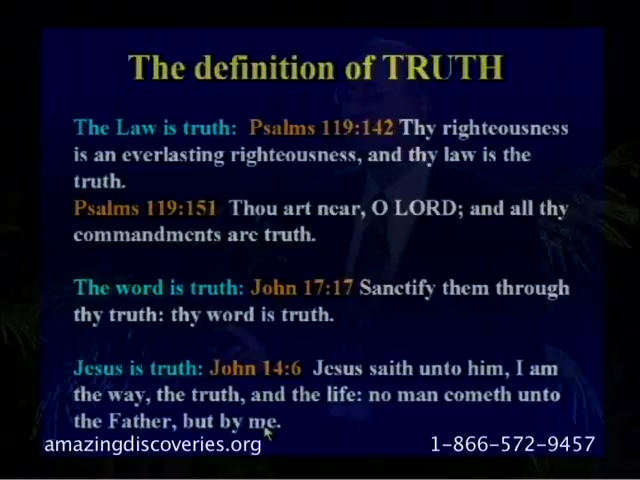 The definition of TRUTH
The Law is truth: Psalms 119:142 Thy righteousness
is an everlasting righteousness, and thy law is the
truth.
Psalms 119:151 Thou art near, O LORD; and all thy
commandments are truth.
The word is truth: John 17:17 Sanctify them through
thy truth: thy word is truth.
Jesus is truth: John 14:6 Jesus saith unto him, I am
the way, the truth, and the life: no man cometh unto
the Father, but by me.
amazingdiscoveries.org 1-866-572-9457